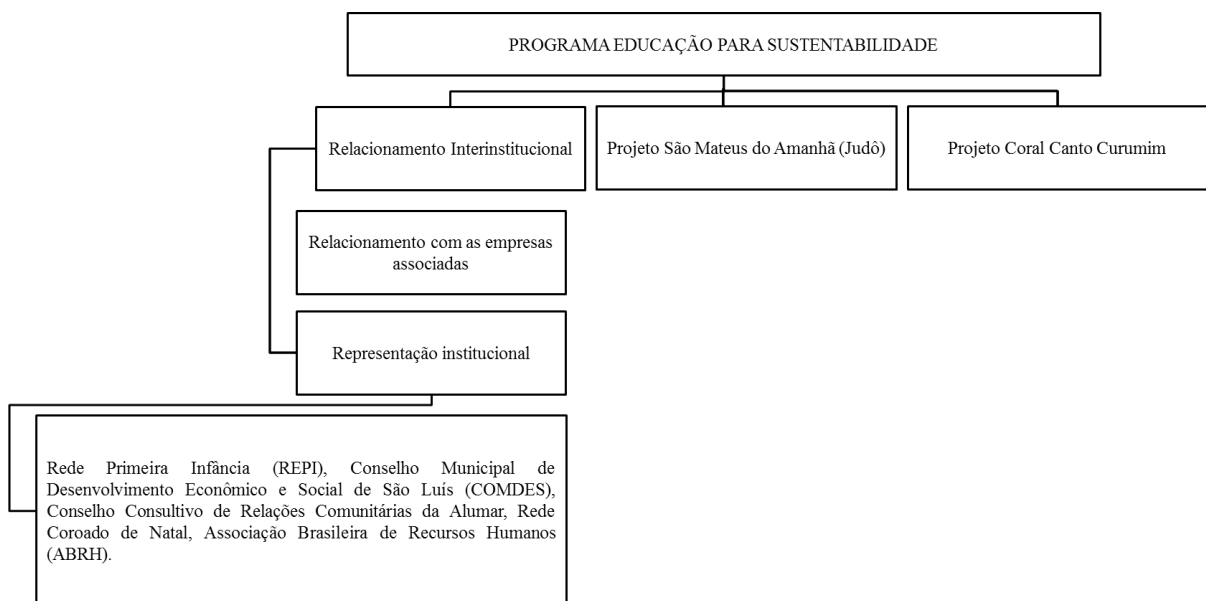 PROGRAMA EDUCAÇÃO PARA SUSTENTABILIDADE
Relacionamento Interinstitucional
Projeto São Mateus do Amanhã (Judô)
Projeto Coral Canto Curumim
Relacionamento com as empresas
associadas
Representação institucional
Rede Primeira Infância (REPI), Conselho Municipal de
Desenvolvimento Econômico e Social de São Luís (COMDES),
Conselho Consultivo de Relações Comunitárias da Alumar, Rede
Coroado de Natal, Associação Brasileira de Recursos Humanos
(ABRH).